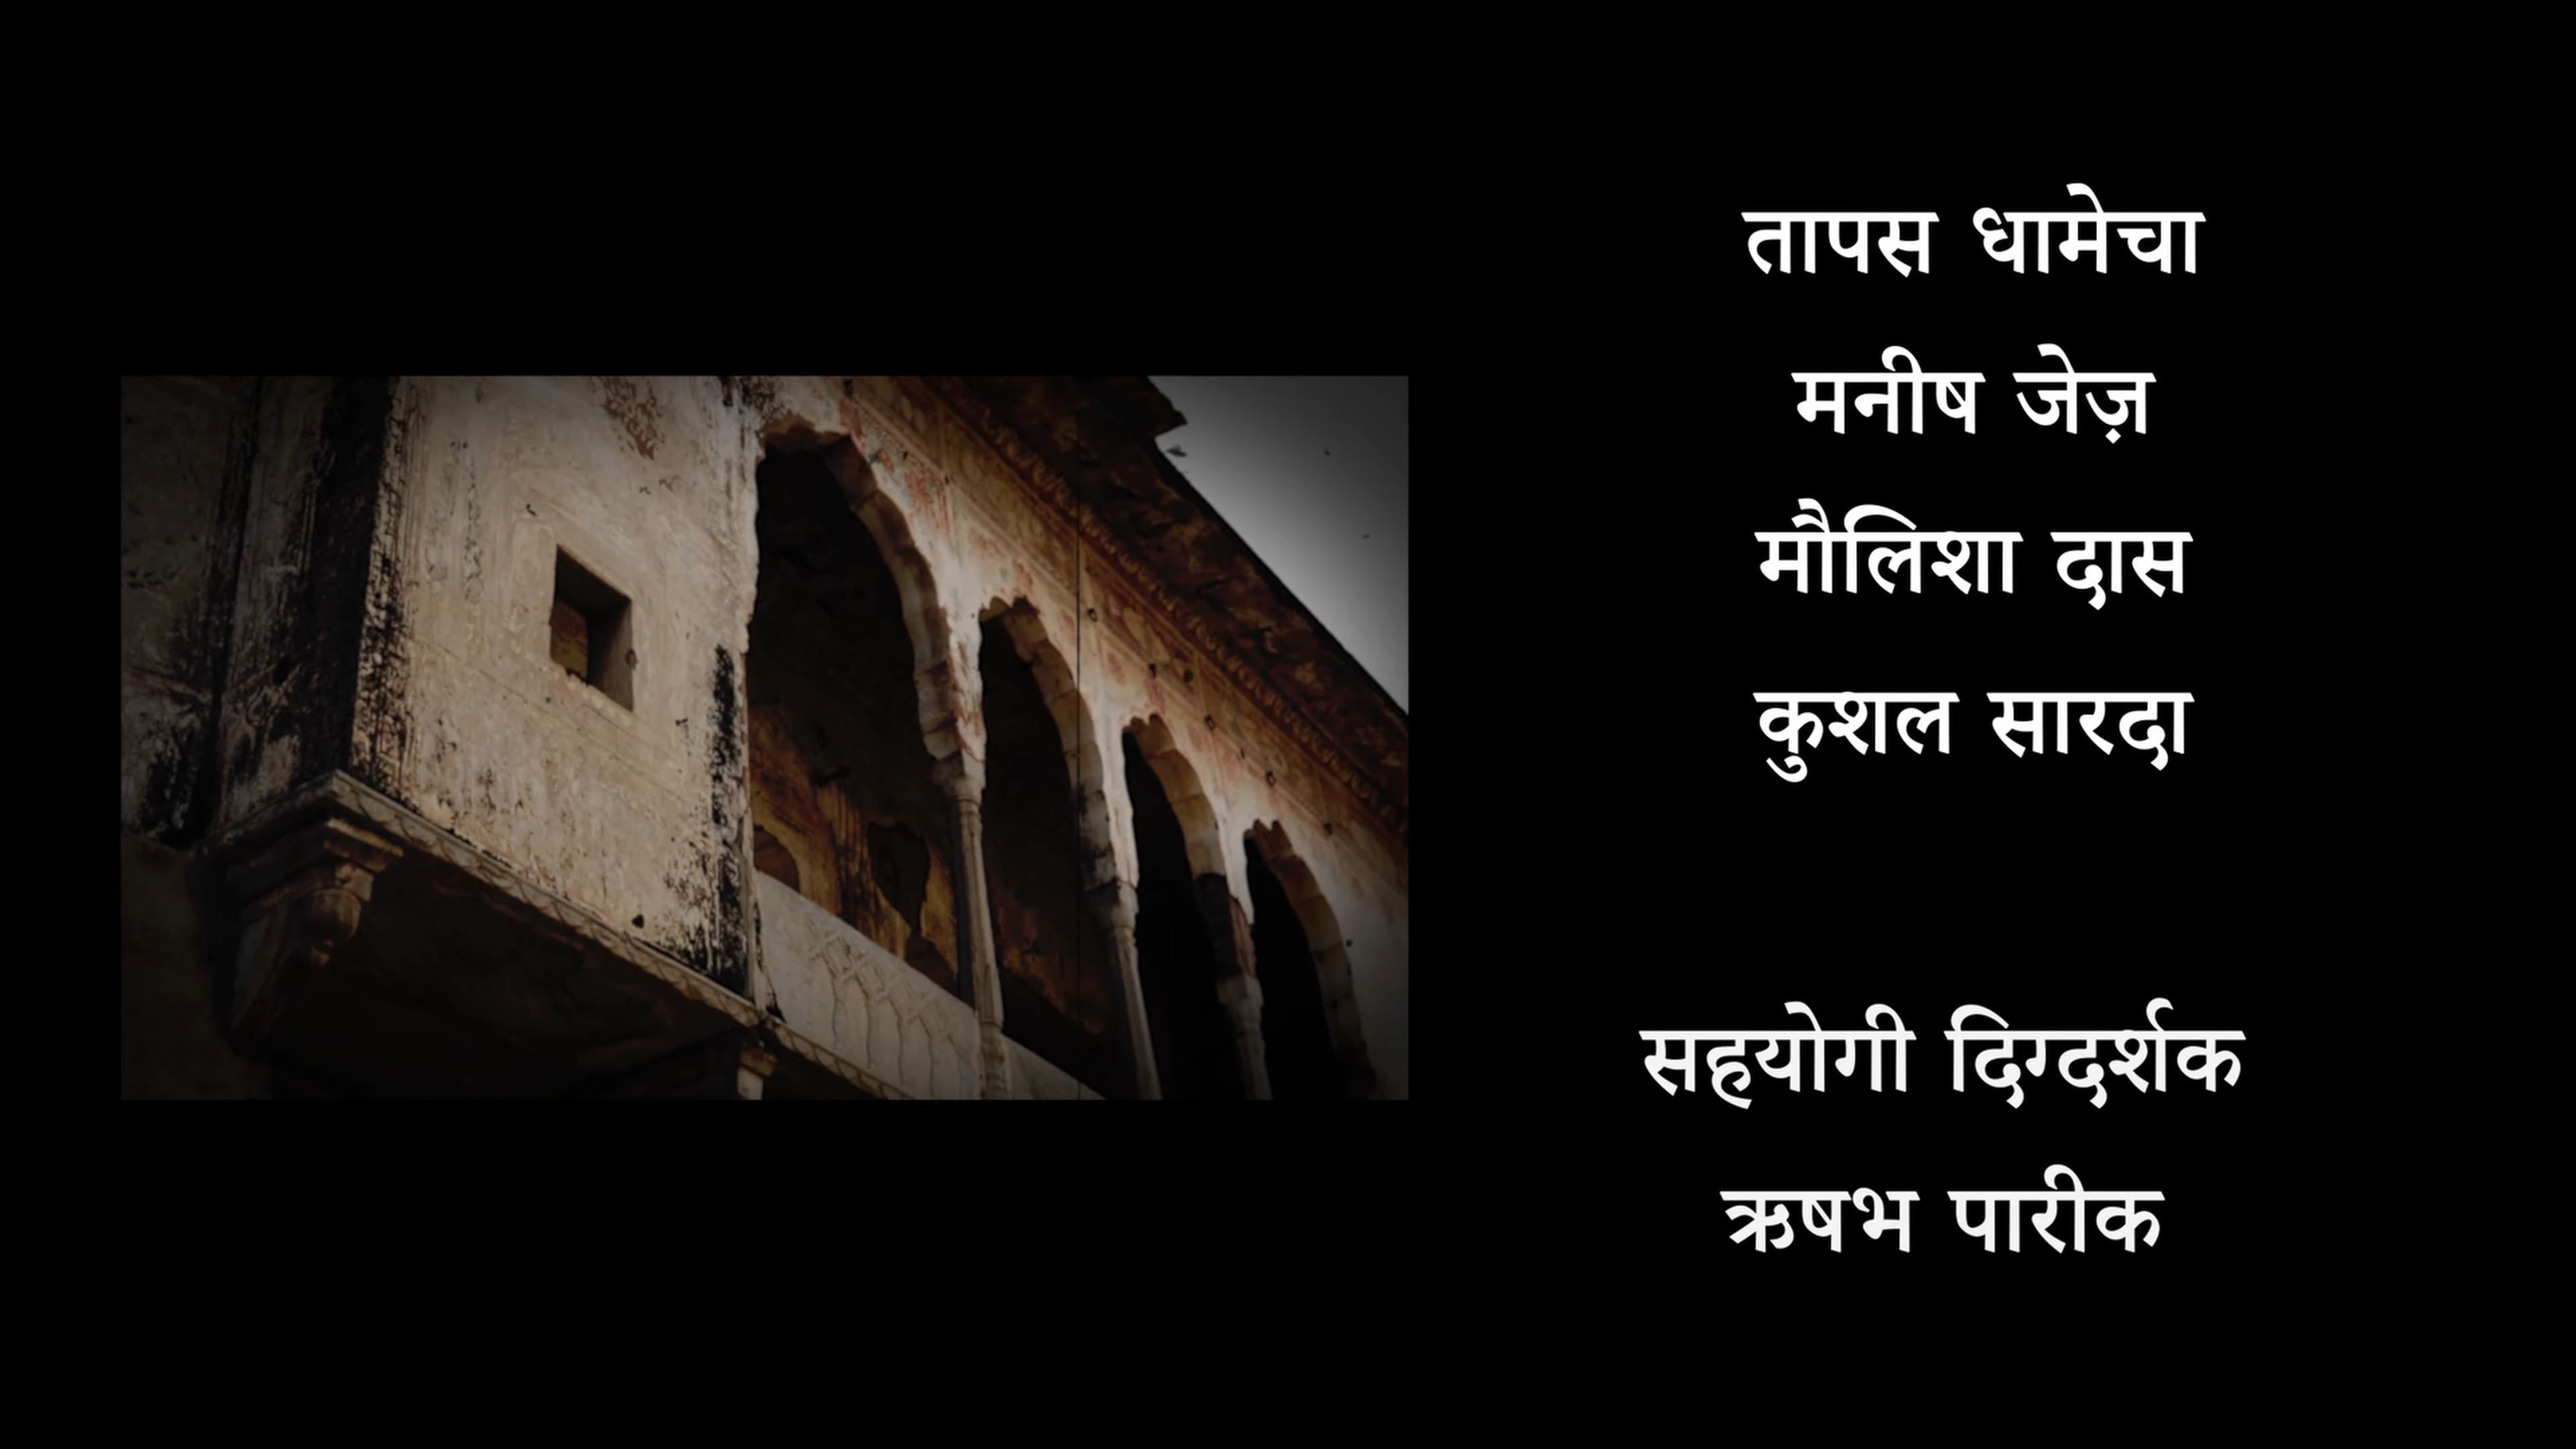 तापस धामेचा
मनीष जेज़
मौलिशा दास
कुशल सारदा
सहयोगी दिग्दर्शक
ऋषभ पारीक